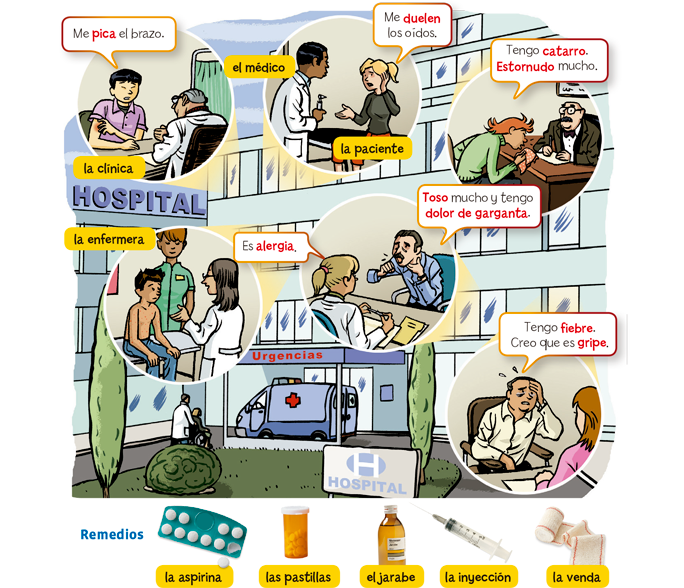 Me pica el brazo.
Me duelen
los oídos.
Tengo catarro.
Estornudo mucho.
el médico
la paciente
la clínica
HOSPITAL
Toso mucho y tengo
dolor de garganta.
la enfermera
Es alergia.
Tengo fiebre.
Creo que es gripe.
Urgencias
H
HOSPITAL
Remedios
la aspirina
las pastillas
el jarabe
la inyección
la venda